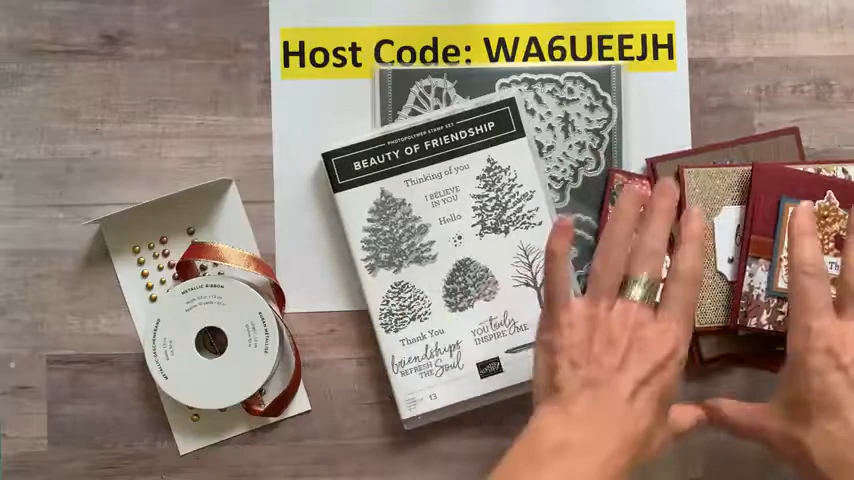 Host Code: WA6UEEJH
PHOTOPOLYMER STAMP SET
BEAUTY OF FRIENDSHIP
Thinking of you
I BELIEVE
IN YOU
Hello
Thank You
friendships
REFRESH
THE Soul
YOU truly
INSPIRE ME
13
METALLIC RIBBON